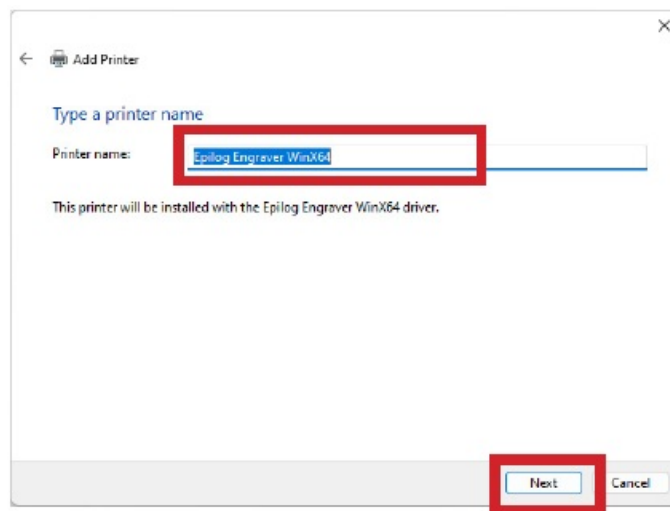 Add Printer
Type a printer name
Printer name: Epilog Engraver WinX64
This printer will be installed with the Epilog Engraver WinX64 driver.
Next Cancel